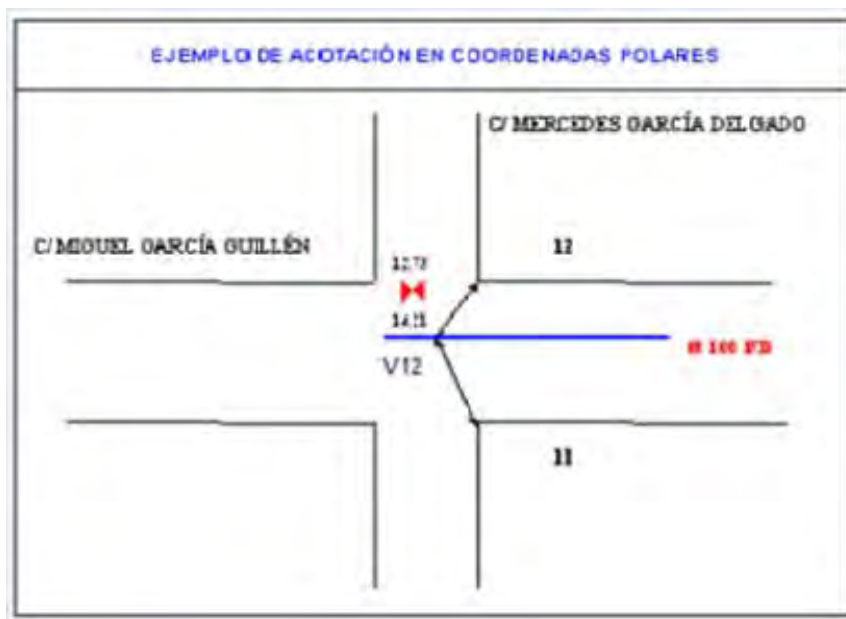 EJEMPLO DE ACOTACIÓN EN COORDENADAS POLARES
C/ MERCEDES GARCÍA DELGADO
C/ MIGUEL GARCÍA GUILLÉN
12
V12
11